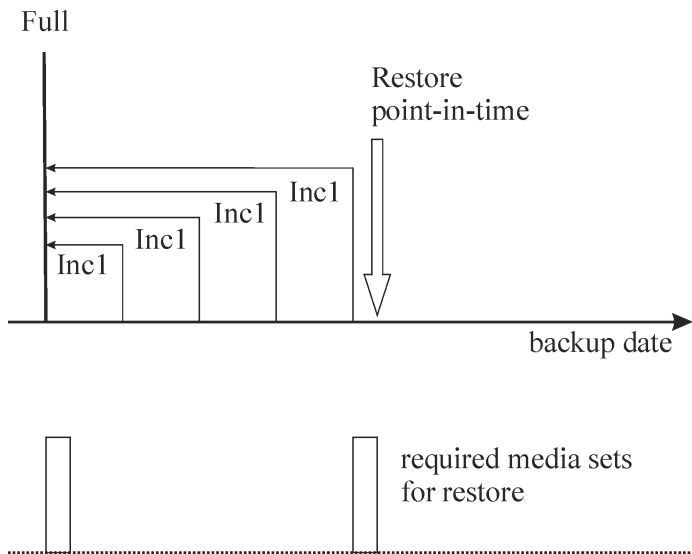 Full
Restore
point-in-time
Inc1
Inc1
Inc1
Inc1
backup date
required media sets
for restore